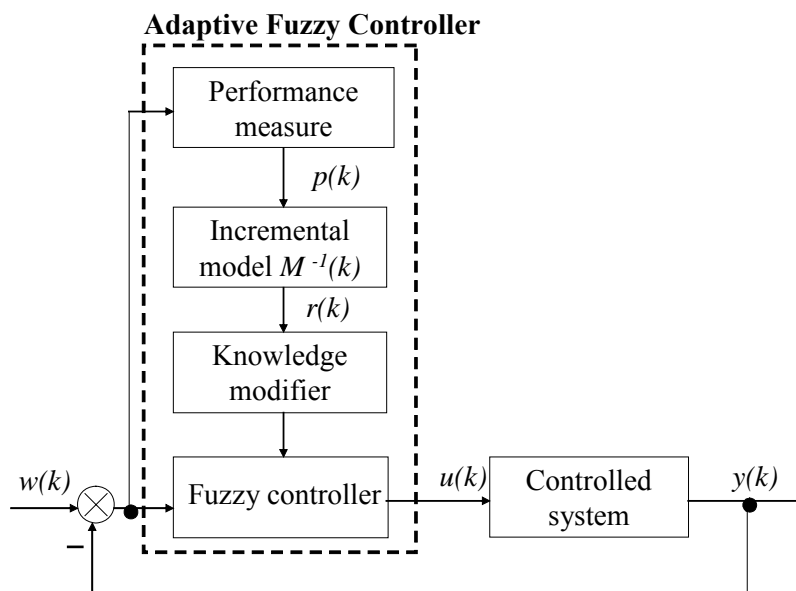 Adaptive Fuzzy Controller
Performance
measure
p(k)
Incremental
model M⁻¹(k)
r(k)
Knowledge
modifier
w(k)
Fuzzy controller
u(k)
Controlled
system
y(k)
−